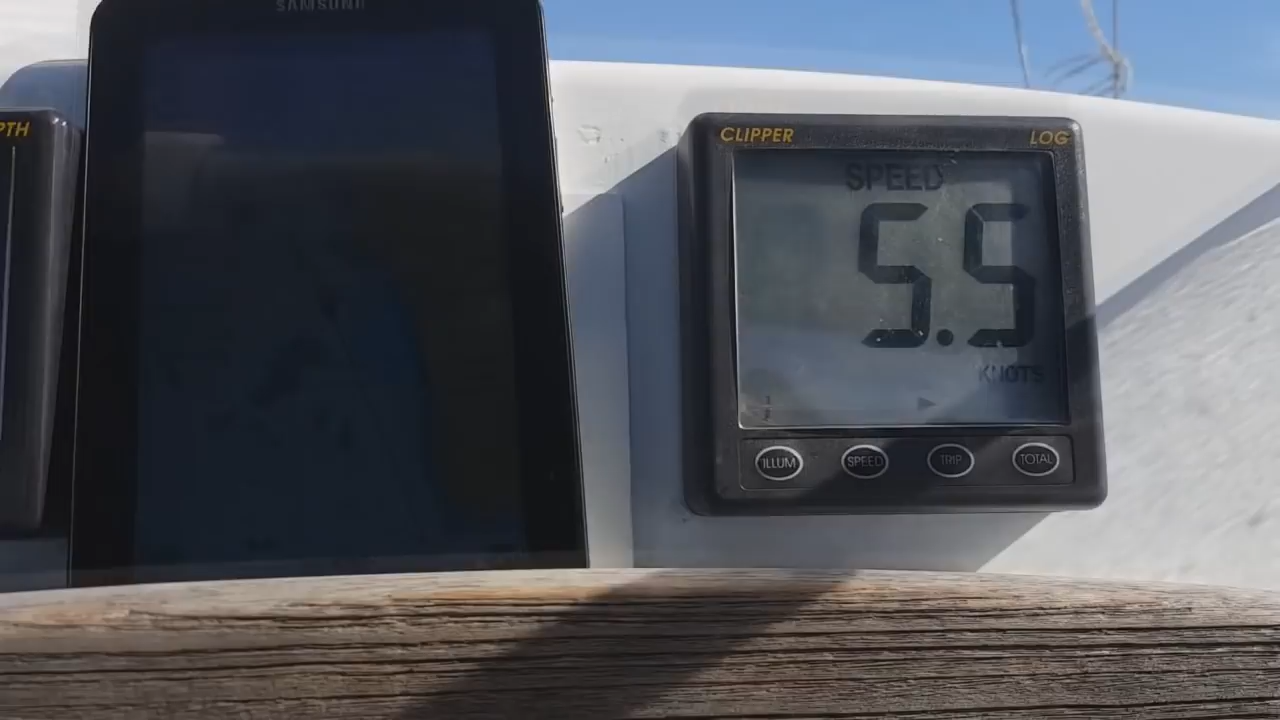 SAMSUNG
PTH
CLIPPER LOG
SPEED
5.5
KNOTS
ILLUM SPEED TRIP TOTAL